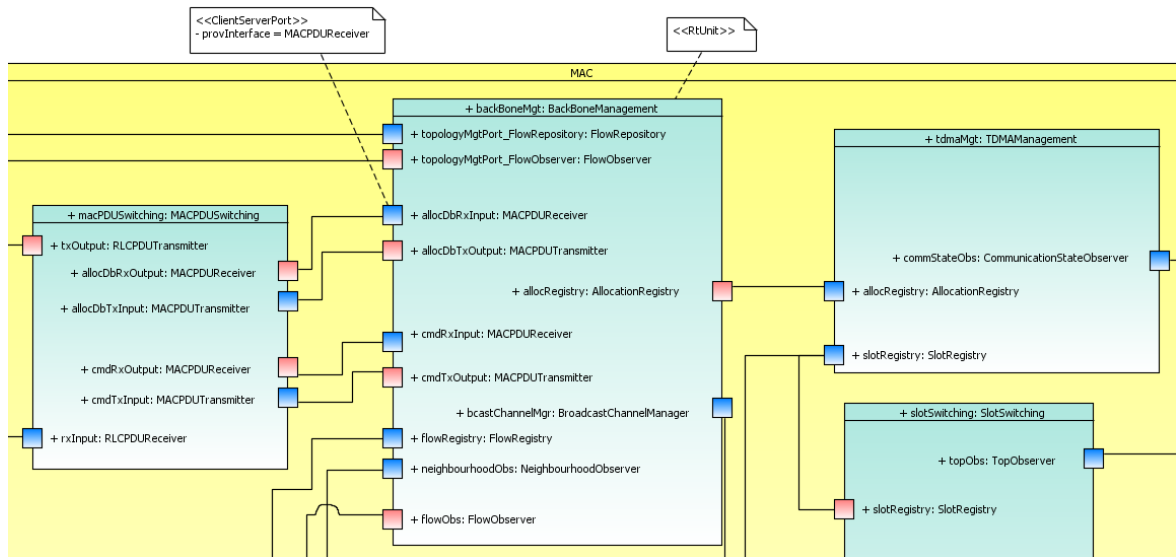 <<ClientServerPort>>
- provInterface = MACPDUReceiver
<<RtUnit>>
MAC
+ backBoneMgt: BackBoneManagement
+ topologyMgtPort_FlowRepository: FlowRepository
+ topologyMgtPort_FlowObserver: FlowObserver
+ allocDbRxInput: MACPDUReceiver
+ allocDbTxOutput: MACPDUTransmitter
+ allocRegistry: AllocationRegistry
+ cmdRxInput: MACPDUReceiver
+ cmdTxOutput: MACPDUTransmitter
+ bcastChannelMgr: BroadcastChannelManager
+ flowRegistry: FlowRegistry
+ neighbourhoodObs: NeighbourhoodObserver
+ flowObs: FlowObserver
+ macPDUSwitching: MACPDUSwitching
+ txOutput: RLCPDUTransmitter
+ allocDbRxOutput: MACPDUReceiver
+ allocDbTxInput: MACPDUTransmitter
+ cmdRxOutput: MACPDUReceiver
+ cmdTxInput: MACPDUTransmitter
+ rxInput: RLCPDUReceiver
+ tdmaMgt: TDMAManagement
+ commStateObs: CommunicationStateObserver
+ allocRegistry: AllocationRegistry
+ slotRegistry: SlotRegistry
+ slotSwitching: SlotSwitching
+ topObs: TopObserver
+ slotRegistry: SlotRegistry